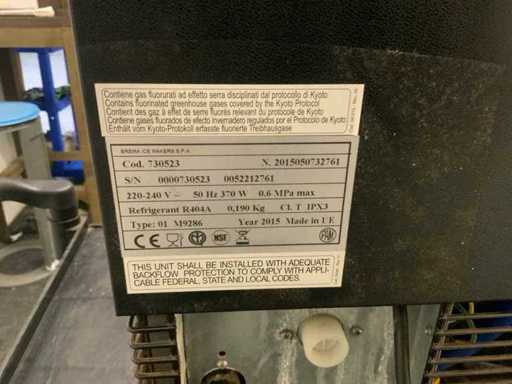 Contiene gas fluorurati ad effetto serra disciplinati dal protocollo di Kyoto
Contains fluorinated greenhouse gases covered by the Kyoto Protocol
Contient des gaz à effet de serre fluorés relevant du protocole de Kyoto
Contiene gases fluorados de efecto invernadero regulados por el Protocolo de Kyoto
Enthält vom Kyoto-Protokoll erfasste fluorierte Treibhausgase
BREMA ICE MAKERS S.P.A.
Cod. 730523 N. 2015050732761
S/N 0000730523 0052212761
220-240 V ~ 50 Hz 370 W 0.6 MPa max
Refrigerant R404A 0,190 Kg Cl. T IPX3
Type: 01 M9286 Year 2015 Made in U E
CE NSF
THIS UNIT SHALL BE INSTALLED WITH ADEQUATE
BACKFLOW PROTECTION TO COMPLY WITH APPLI-
CABLE FEDERAL, STATE AND LOCAL CODES.